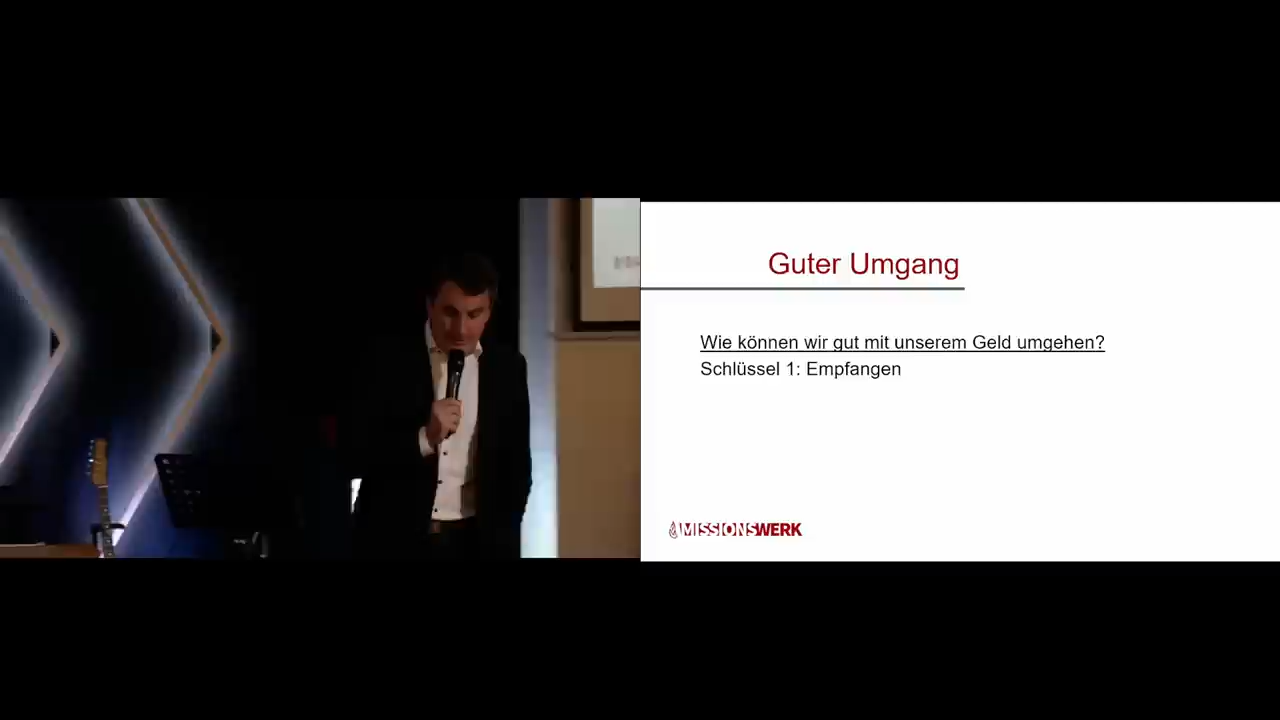 Guter Umgang
Wie können wir gut mit unserem Geld umgehen?
Schlüssel 1: Empfangen
MISSIONSWERK